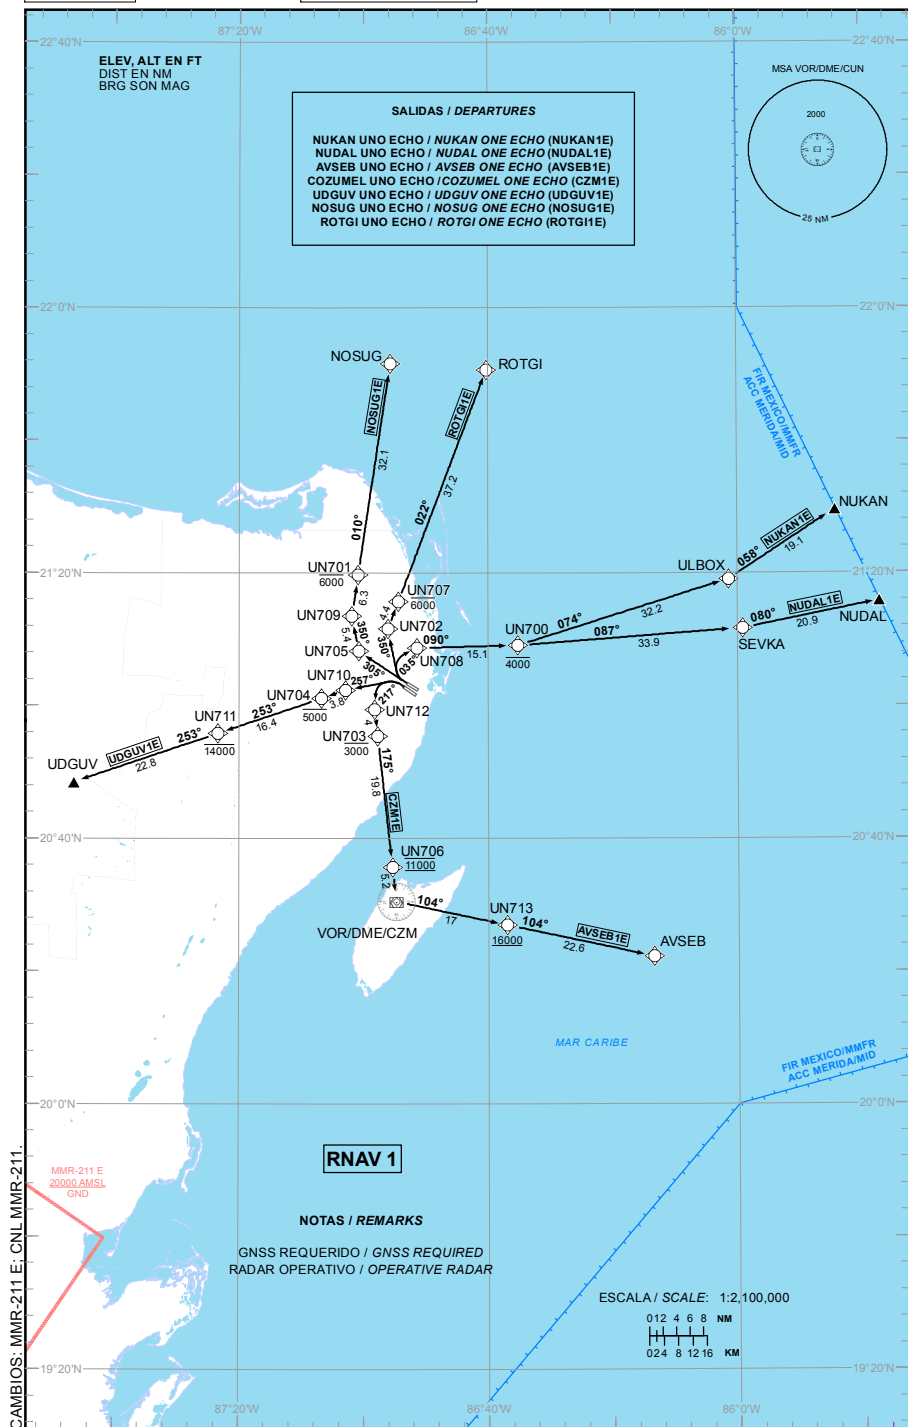 87°20'W
86°40'W
86°0'W
22°40'N
22°40'N
ELEV, ALT EN FT
DIST EN NM
BRG SON MAG
MSA VOR/DME/CUN
2000
25 NM
SALIDAS / DEPARTURES
NUKAN UNO ECHO / NUKAN ONE ECHO (NUKAN1E)
NUDAL UNO ECHO / NUDAL ONE ECHO (NUDAL1E)
AVSEB UNO ECHO / AVSEB ONE ECHO (AVSEB1E)
COZUMEL UNO ECHO /COZUMEL ONE ECHO (CZM1E)
UDGUV UNO ECHO / UDGUV ONE ECHO (UDGUV1E)
NOSUG UNO ECHO / NOSUG ONE ECHO (NOSUG1E)
ROTGI UNO ECHO / ROTGI ONE ECHO (ROTGI1E)
22°0'N
22°0'N
NOSUG
ROTGI
NOSUG1E
32.1
010°
ROTGI1E
37.2
022°
FIR MEXICO/MMFR
ACC MERIDA/MID
NUKAN
NUKAN1E
058°
19.1
ULBOX
21°20'N
21°20'N
UN701
6000
6.3
UN707
6000
4.4
074°
32.2
080°
NUDAL1E
20.9
NUDAL
UN709
5.4
350°
UN702
350°
090°
15.1
UN700
4000
087°
33.9
SEVKA
UN705
305°
035°
UN708
UN710
257°
3.8
UN704
5000
217°
UN712
4
253°
16.4
UN711
14000
253°
UDGUV1E
22.8
UDGUV
UN703
3000
175°
19.8
CZM1E
20°40'N
20°40'N
UN706
11000
5.2
VOR/DME/CZM
104°
17
UN713
16000
104°
AVSEB1E
22.6
AVSEB
MAR CARIBE
FIR MEXICO/MMFR
ACC MERIDA/MID
20°0'N
20°0'N
RNAV 1
MMR-211 E
20000 AMSL
GND
NOTAS / REMARKS
GNSS REQUERIDO / GNSS REQUIRED
RADAR OPERATIVO / OPERATIVE RADAR
ESCALA / SCALE: 1:2,100,000
0 1 2 4 6 8 NM
0 2 4 8 12 16 KM
19°20'N
19°20'N
87°20'W
86°40'W
86°0'W
CAMBIOS: MMR-211 E; CNL MMR-211.